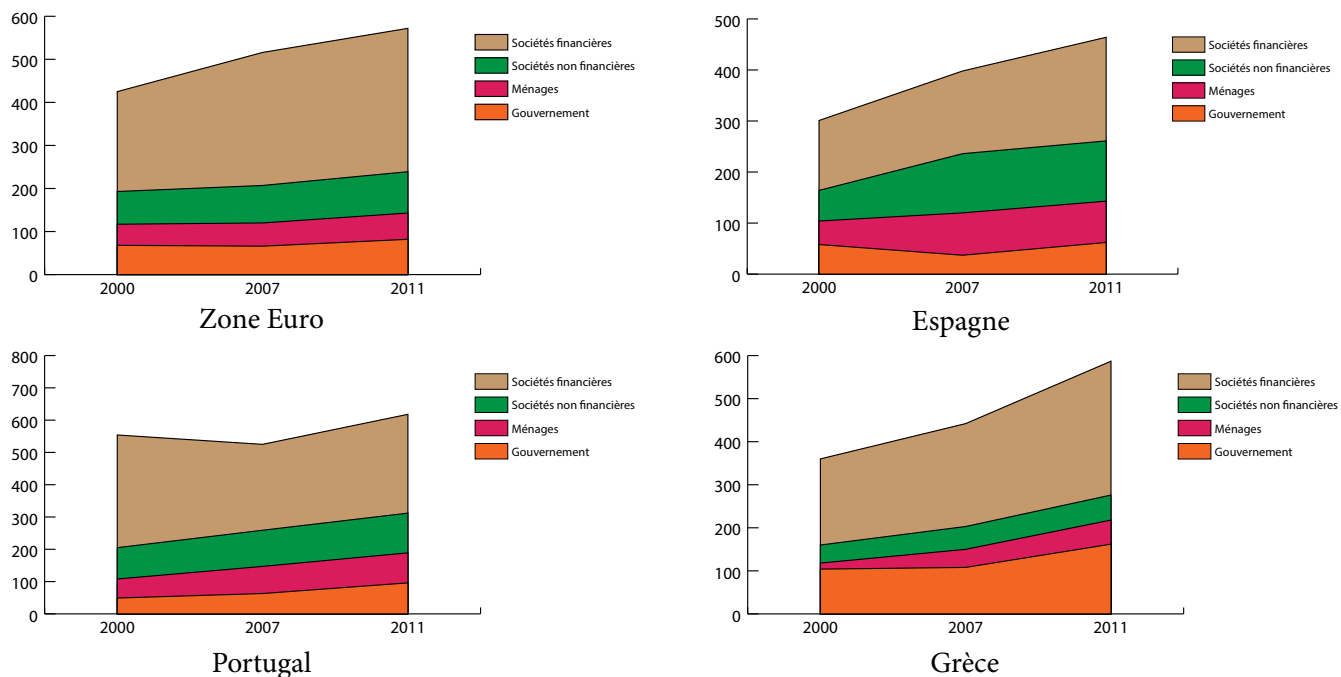 600
500
400
300
200
100
0
2000 2007 2011
Sociétés financières
Sociétés non financières
Ménages
Gouvernement
Zone Euro
500
400
300
200
100
0
2000 2007 2011
Sociétés financières
Sociétés non financières
Ménages
Gouvernement
Espagne
800
700
600
500
400
300
200
100
0
2000 2007 2011
Sociétés financières
Sociétés non financières
Ménages
Gouvernement
Portugal
600
500
400
300
200
100
0
2000 2007 2011
Sociétés financières
Sociétés non financières
Ménages
Gouvernement
Grèce